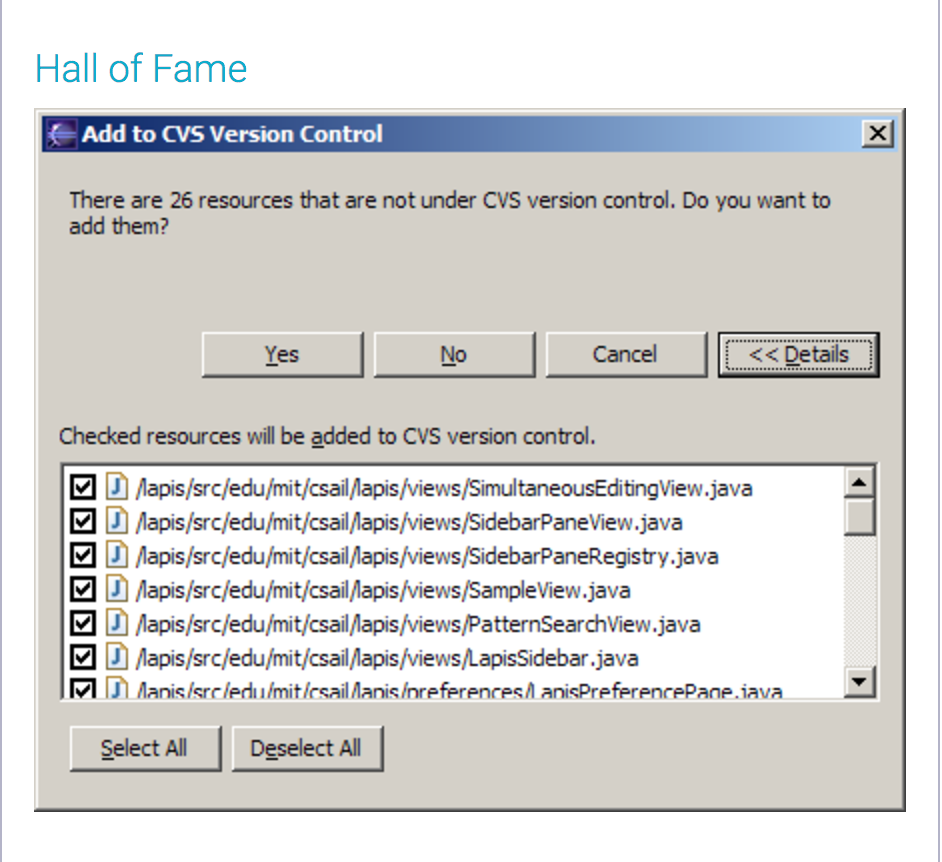 Hall of Fame
Add to CVS Version Control
There are 26 resources that are not under CVS version control. Do you want to
add them?
Yes
No
Cancel
<< Details
Checked resources will be added to CVS version control.
/lapis/src/edu/mit/csail/lapis/views/SimultaneousEditingView.java
/lapis/src/edu/mit/csail/lapis/views/SidebarPaneView.java
/lapis/src/edu/mit/csail/lapis/views/SidebarPaneRegistry.java
/lapis/src/edu/mit/csail/lapis/views/SampleView.java
/lapis/src/edu/mit/csail/lapis/views/PatternSearchView.java
/lapis/src/edu/mit/csail/lapis/views/LapisSidebar.java
/lapis/src/edu/mit/csail/lapis/preferences/LapisPreferencePage.java
Select All
Deselect All